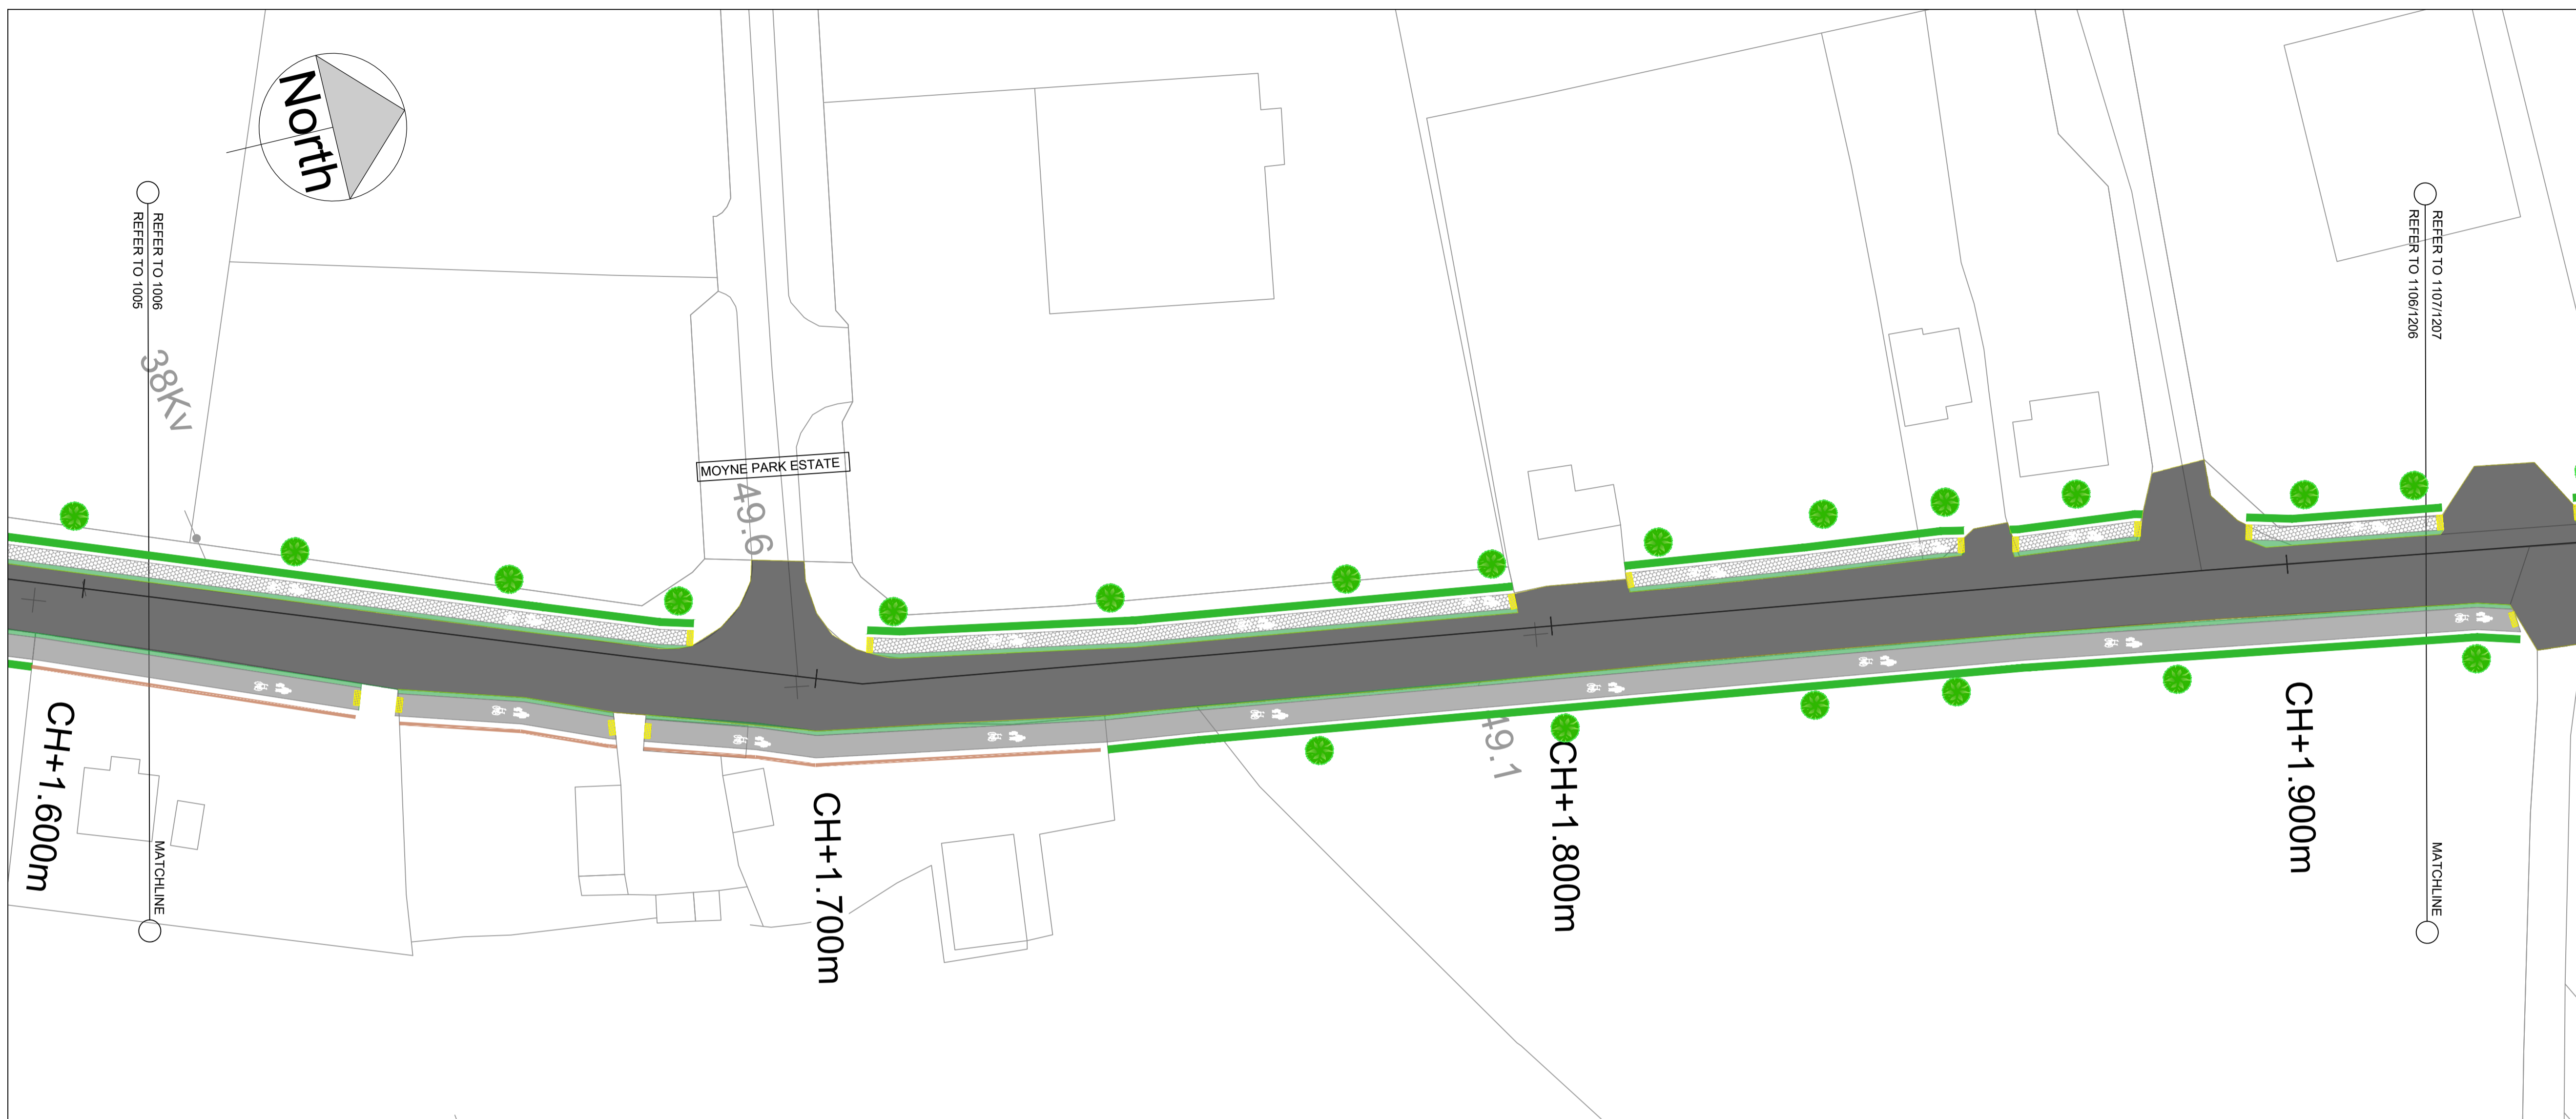 North
REFER TO 1006
REFER TO 1005
38Kv
MOYNE PARK ESTATE
49.6
REFER TO 1107/1207
REFER TO 1106/1206
CH+1.600m
MATCHLINE
CH+1.700m
49.1
CH+1.800m
CH+1.900m
MATCHLINE